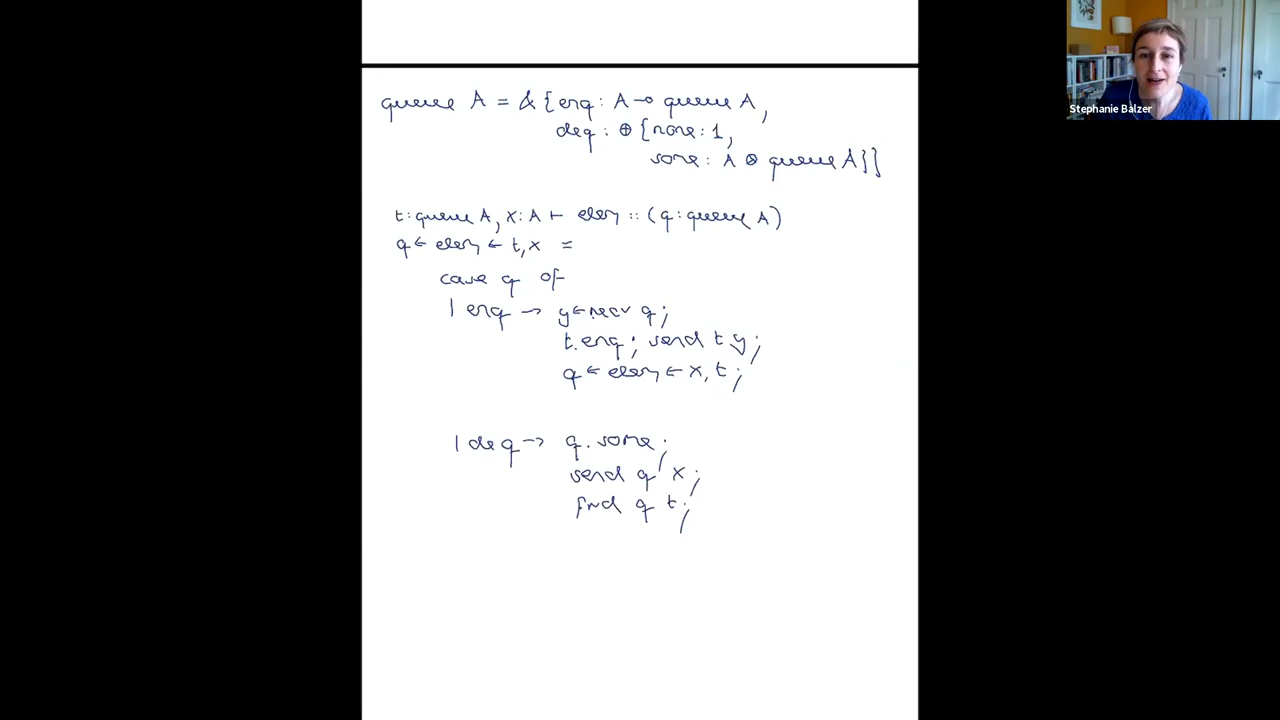 queue A = &{enq: A ⊸ queue A,
deq: ⊕{none: 1,
some: A ⊗ queue A}}
t: queue A, x: A ⊢ elem :: (q: queue A)
q ← elem ← t, x =
case q of
| enq → y ← recv q;
t.enq; send t y;
q ← elem ← x, t;
| deq → q.some;
send q x;
fwd q t;
Stephanie Balzer